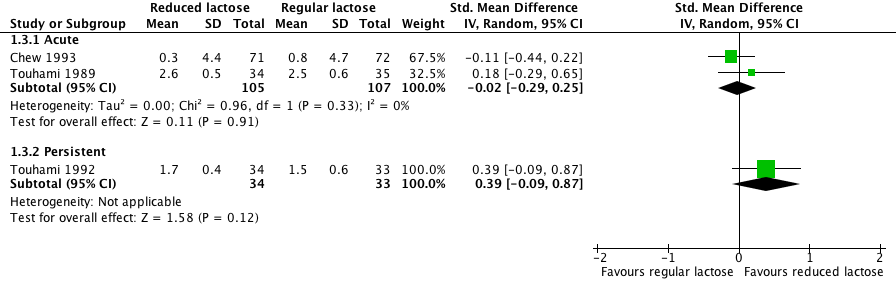 Reduced lactose Regular lactose Std. Mean Difference Std. Mean Difference
Study or Subgroup Mean SD Total Mean SD Total Weight IV, Random, 95% CI IV, Random, 95% CI
1.3.1 Acute
Chew 1993 0.3 4.4 71 0.8 4.7 72 67.5% −0.11 [−0.44, 0.22]
Touhami 1989 2.6 0.5 34 2.5 0.6 35 32.5% 0.18 [−0.29, 0.65]
Subtotal (95% CI) 105 107 100.0% −0.02 [−0.29, 0.25]
Heterogeneity: Tau² = 0.00; Chi² = 0.96, df = 1 (P = 0.33); I² = 0%
Test for overall effect: Z = 0.11 (P = 0.91)
1.3.2 Persistent
Touhami 1992 1.7 0.4 34 1.5 0.6 33 100.0% 0.39 [−0.09, 0.87]
Subtotal (95% CI) 34 33 100.0% 0.39 [−0.09, 0.87]
Heterogeneity: Not applicable
Test for overall effect: Z = 1.58 (P = 0.12)
−2 −1 0 1 2
Favours regular lactose Favours reduced lactose